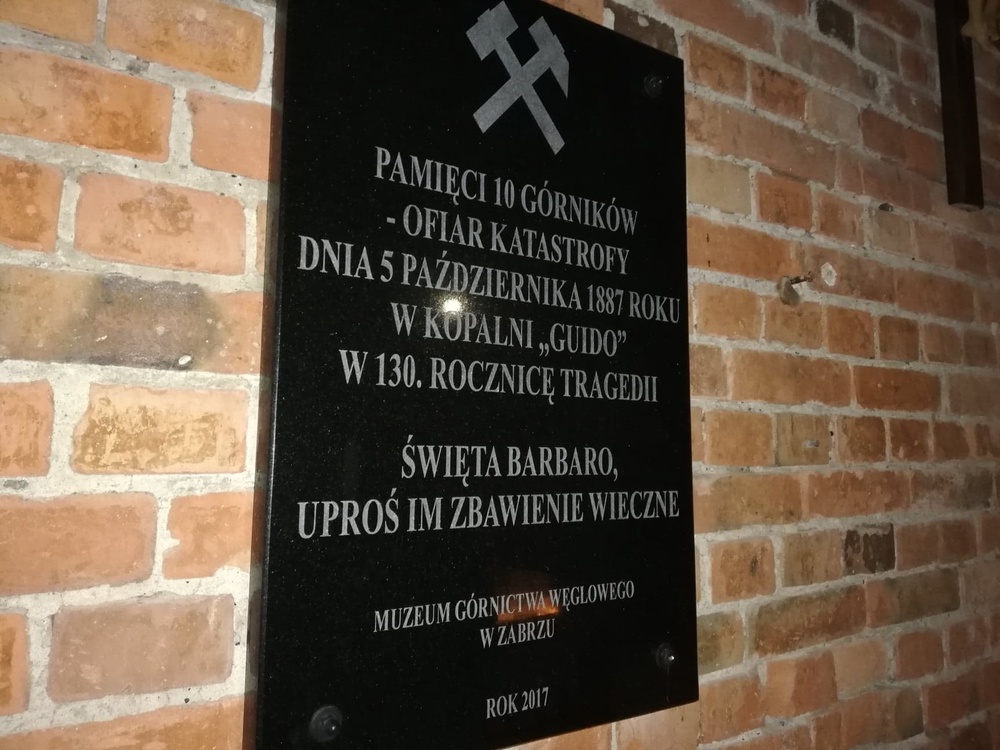 PAMIĘCI 10 GÓRNIKÓW
- OFIAR KATASTROFY
DNIA 5 PAŹDZIERNIKA 1887 ROKU
W KOPALNI „GUIDO”
W 130. ROCZNICĘ TRAGEDII
ŚWIĘTA BARBARO,
UPROŚ IM ZBAWIENIE WIECZNE
MUZEUM GÓRNICTWA WĘGLOWEGO
W ZABRZU
ROK 2017